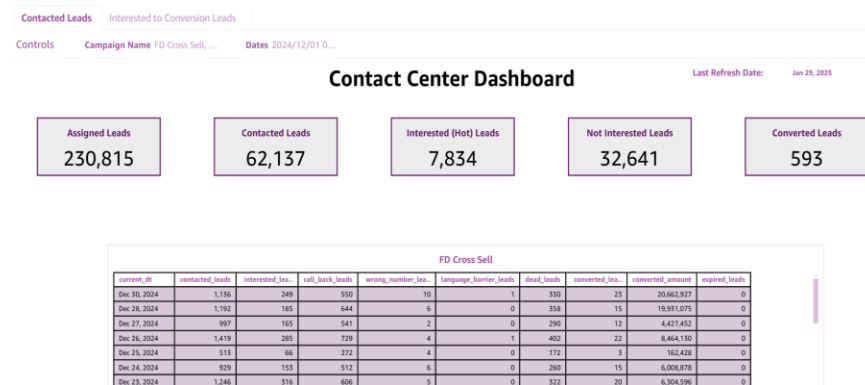 Contacted Leads Interested to Conversion Leads
Controls Campaign Name FD Cross Sell, ... Dates 2024/12/01 0...
Contact Center Dashboard Last Refresh Date: Jan 29, 2025
Assigned Leads Contacted Leads Interested (Hot) Leads Not Interested Leads Converted Leads
230,815 62,137 7,834 32,641 593
FD Cross Sell
current_dt contacted_leads interested_lea.. call_back_leads wrong_number_lea.. language_barrier_leads dead_leads converted_lea.. converted_amount expired_leads
Dec 30, 2024 1,136 249 550 10 1 330 23 20,662,927 0
Dec 28, 2024 1,192 185 644 6 0 358 15 19,931,075 0
Dec 27, 2024 997 165 541 2 0 290 12 4,427,452 0
Dec 26, 2024 1,419 285 729 4 1 402 22 8,464,130 0
Dec 25, 2024 513 66 272 4 0 172 3 162,428 0
Dec 24, 2024 929 153 512 6 0 260 15 6,008,878 0
Dec 23, 2024 1,246 316 606 5 0 322 20 6,304,596 0